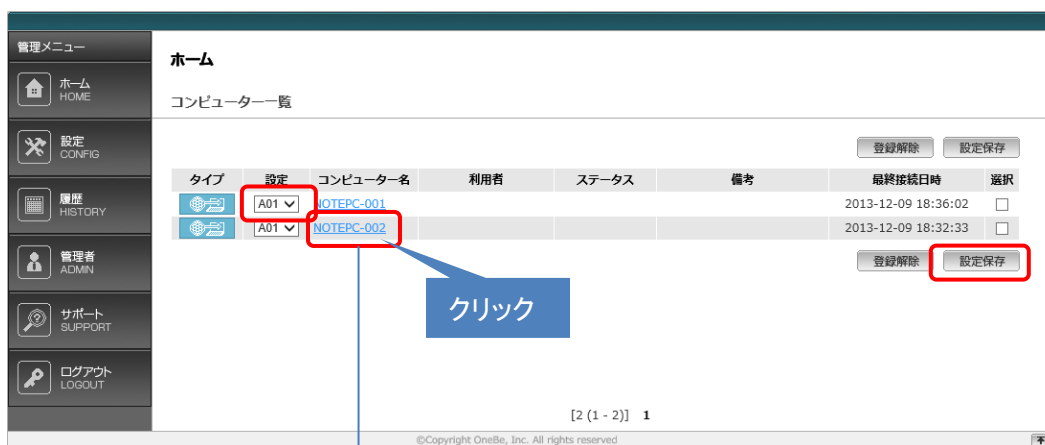 管理メニュー
ホーム
HOME
設定
CONFIG
履歴
HISTORY
管理者
ADMIN
サポート
SUPPORT
ログアウト
LOGOUT
ホーム
コンピューター一覧
登録解除 設定保存
タイプ 設定 コンピューター名 利用者 ステータス 備考 最終接続日時 選択
A01 NOTEPC-001 2013-12-09 18:36:02
A01 NOTEPC-002 2013-12-09 18:32:33
登録解除 設定保存
クリック
[2 (1 - 2)] 1
©Copyright OneBe, Inc. All rights reserved